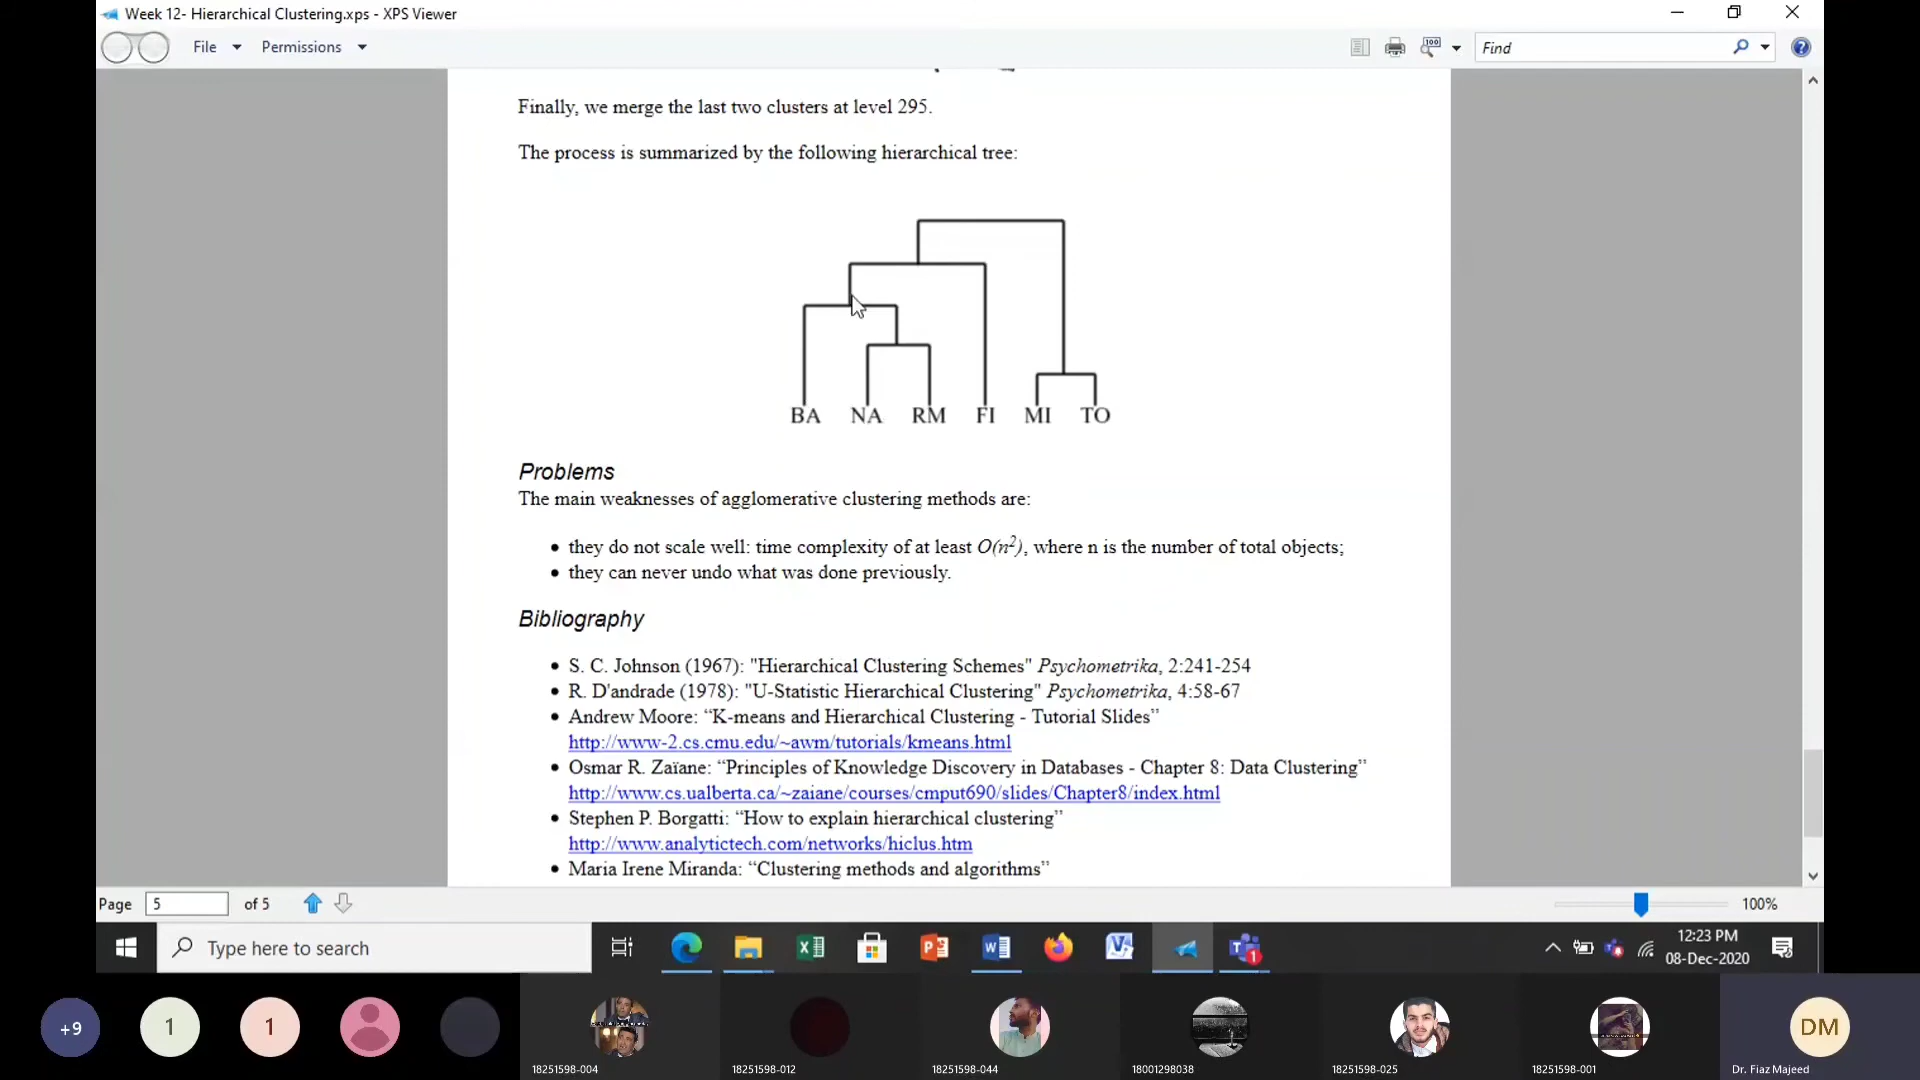 Week 12- Hierarchical Clustering.xps - XPS Viewer
File Permissions
100
Find
Finally, we merge the last two clusters at level 295.
The process is summarized by the following hierarchical tree:
BA NA RM FI MI TO
Problems
The main weaknesses of agglomerative clustering methods are:
• they do not scale well: time complexity of at least O(n²), where n is the number of total objects;
• they can never undo what was done previously.
Bibliography
• S. C. Johnson (1967): "Hierarchical Clustering Schemes" Psychometrika, 2:241-254
• R. D'andrade (1978): "U-Statistic Hierarchical Clustering" Psychometrika, 4:58-67
• Andrew Moore: “K-means and Hierarchical Clustering - Tutorial Slides”
http://www-2.cs.cmu.edu/~awm/tutorials/kmeans.html
• Osmar R. Zaïane: “Principles of Knowledge Discovery in Databases - Chapter 8: Data Clustering”
http://www.cs.ualberta.ca/~zaiane/courses/cmput690/slides/Chapter8/index.html
• Stephen P. Borgatti: “How to explain hierarchical clustering”
http://www.analytictech.com/networks/hiclus.htm
• Maria Irene Miranda: “Clustering methods and algorithms”
Page 5 of 5
100%
Type here to search
1
12:23 PM
08-Dec-2020
+9
1
1
DM
18251598-004
18251598-012
18251598-044
18001298038
18251598-025
18251598-001
Dr. Fiaz Majeed